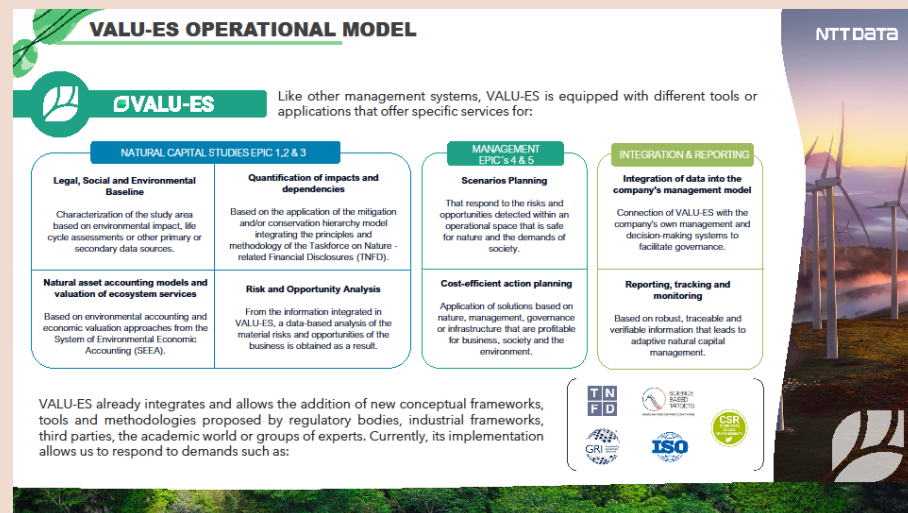 VALU-ES OPERATIONAL MODEL
NTT DATA
VALU-ES
Like other management systems, VALU-ES is equipped with different tools or
applications that offer specific services for:
NATURAL CAPITAL STUDIES EPIC 1,2 & 3
Legal, Social and Environmental
Baseline
Characterization of the study area
based on environmental impact, life
cycle assessments or other primary or
secondary data sources.
Quantification of impacts and
dependencies
Based on the application of the mitigation
and/or conservation hierarchy model
integrating the principles and
methodology of the Taskforce on Nature -
related Financial Disclosures (TNFD).
Natural asset accounting models and
valuation of ecosystem services
Based on environmental accounting and
economic valuation approaches from the
System of Environmental Economic
Accounting (SEEA).
Risk and Opportunity Analysis
From the information integrated in
VALU-ES, a data-based analysis of the
material risks and opportunities of the
business is obtained as a result.
MANAGEMENT
EPIC's 4 & 5
Scenarios Planning
That respond to the risks and
opportunities detected within an
operational space that is safe
for nature and the demands of
society.
Cost-efficient action planning
Application of solutions based on
nature, management, governance
or infrastructure that are profitable
for business, society and the
environment.
INTEGRATION & REPORTING
Integration of data into the
company's management model
Connection of VALU-ES with the
company's own management and
decision-making systems to
facilitate governance.
Reporting, tracking and
monitoring
Based on robust, traceable and
verifiable information that leads to
adaptive natural capital
management.
VALU-ES already integrates and allows the addition of new conceptual frameworks,
tools and methodologies proposed by regulatory bodies, industrial frameworks,
third parties, the academic world or groups of experts. Currently, its implementation
allows us to respond to demands such as:
TN
FD
SCIENCE
BASED
TARGETS
GRI
ISO
CSR